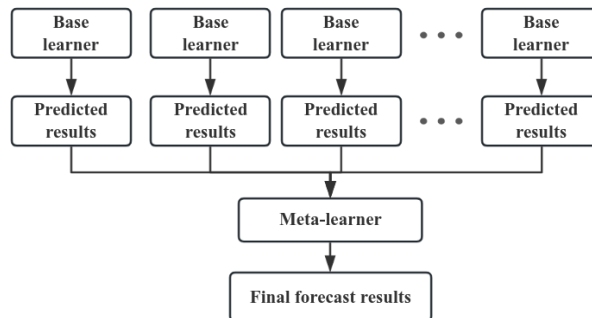 Base
learner
Base
learner
Base
learner
Base
learner
Predicted
results
Predicted
results
Predicted
results
Predicted
results
Meta-learner
Final forecast results